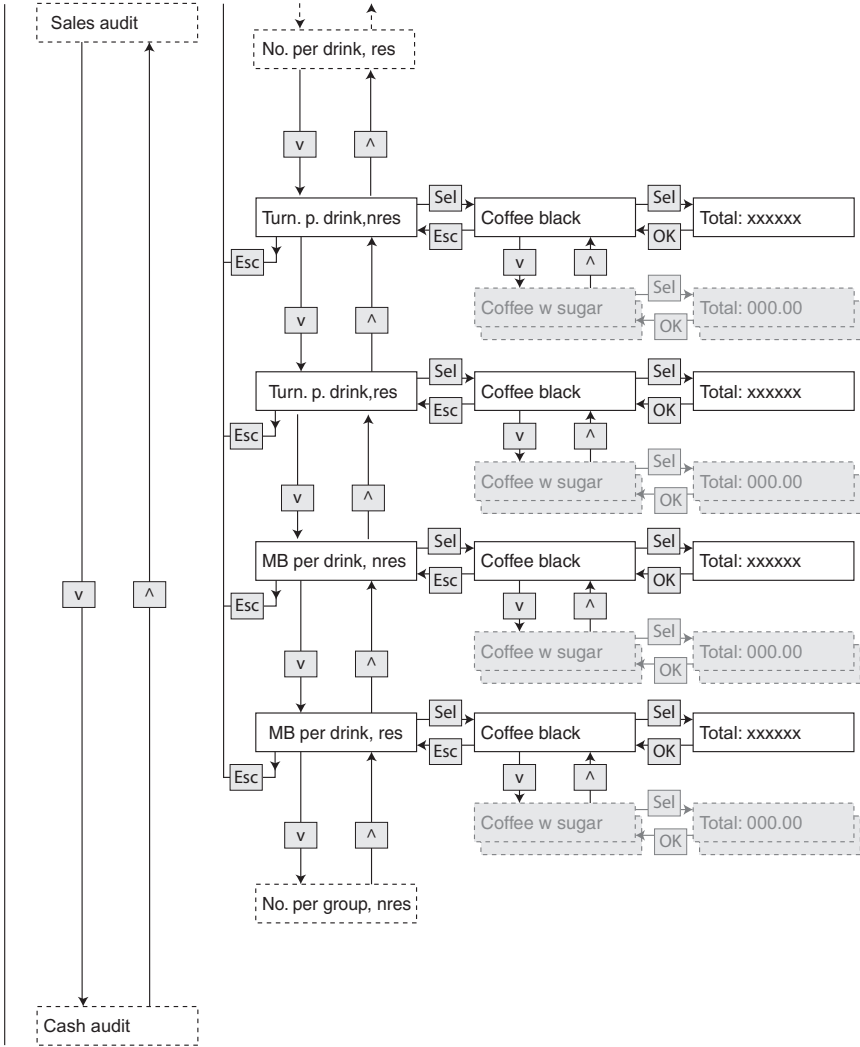 Sales audit
No. per drink, res
v ^
Sel Sel
Turn. p. drink,nres Coffee black Total: xxxxxx
Esc OK
Esc v ^
Sel
Coffee w sugar Total: 000.00
v ^ OK
Sel Sel
Turn. p. drink,res Coffee black Total: xxxxxx
Esc OK
Esc v ^
Sel
Coffee w sugar Total: 000.00
v ^ OK
Sel Sel
MB per drink, nres Coffee black Total: xxxxxx
Esc OK
v ^ Esc v ^
Sel
Coffee w sugar Total: 000.00
v ^ OK
Sel Sel
MB per drink, res Coffee black Total: xxxxxx
Esc OK
Esc v ^
Sel
Coffee w sugar Total: 000.00
v ^ OK
No. per group, nres
Cash audit